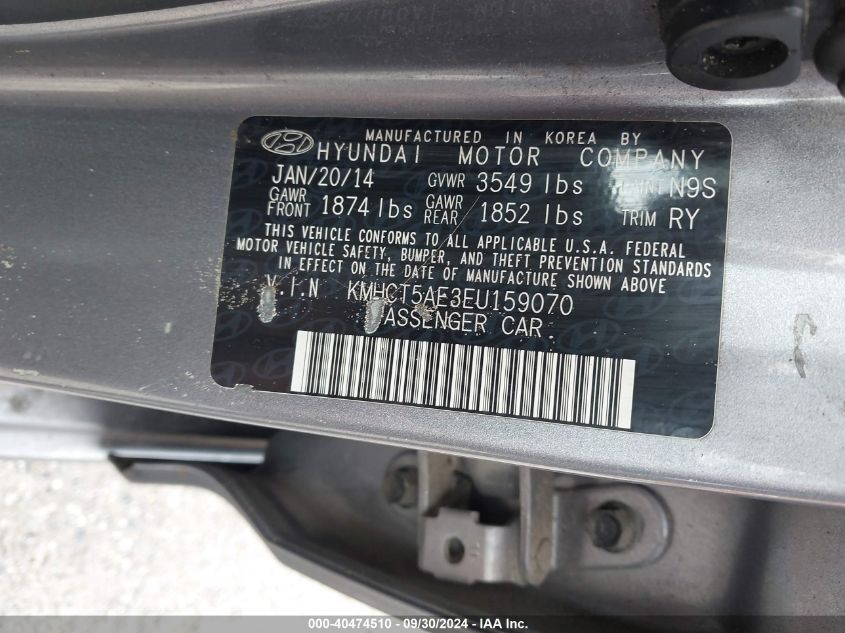 MANUFACTURED IN KOREA BY
HYUNDAI MOTOR COMPANY
JAN/20/14 GVWR 3549 lbs PAINT N9S
GAWR FRONT 1874 lbs GAWR REAR 1852 lbs TRIM RY
THIS VEHICLE CONFORMS TO ALL APPLICABLE U.S.A. FEDERAL
MOTOR VEHICLE SAFETY, BUMPER, AND THEFT PREVENTION STANDARDS
IN EFFECT ON THE DATE OF MANUFACTURE SHOWN ABOVE
V.I.N KMHCT5AE3EU159070
PASSENGER CAR
000-40474510 - 09/30/2024 - IAA, Inc.